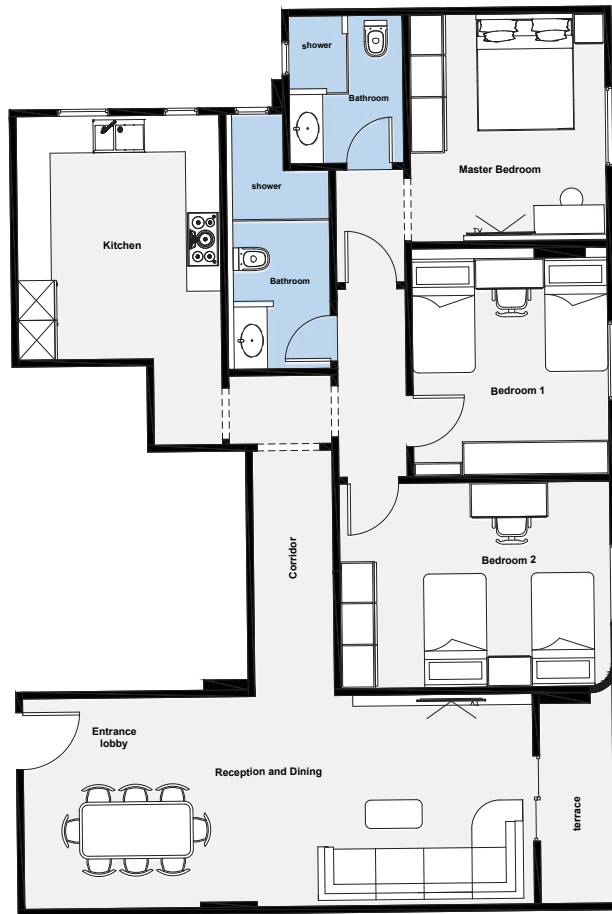 shower
Bathroom
Master Bedroom
TV
shower
Kitchen
Bathroom
Bedroom 1
Corridor
Bedroom 2
TV
Entrance
lobby
Reception and Dining
terrace